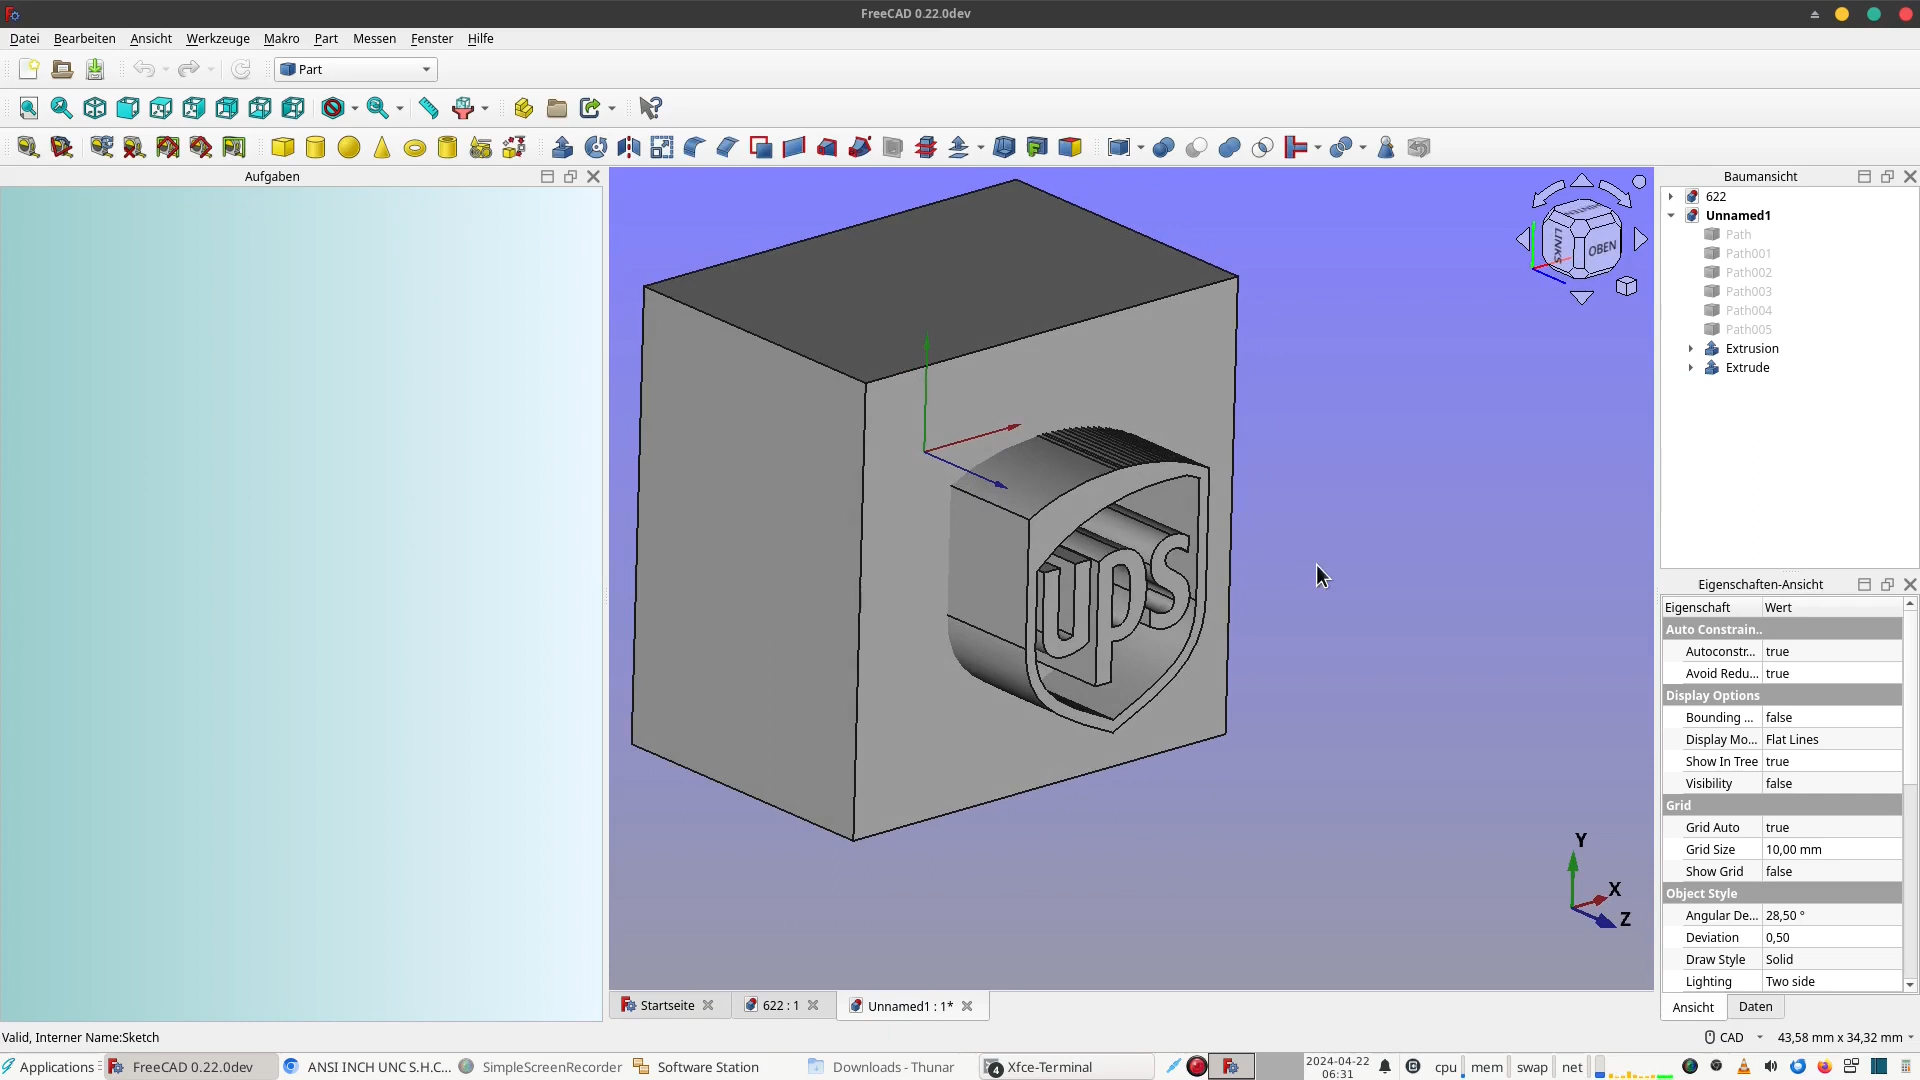 FreeCAD 0.22.0dev
Datei Bearbeiten Ansicht Werkzeuge Makro Part Messen Fenster Hilfe
Part
Aufgaben
Baumansicht
622
Unnamed1
Path
Path001
Path002
Path003
Path004
Path005
Extrusion
Extrude
LINKS
OBEN
ups
Y
X
Z
Eigenschaften-Ansicht
Eigenschaft Wert
Auto Constrain..
Autoconstr... true
Avoid Redu... true
Display Options
Bounding ... false
Display Mo... Flat Lines
Show In Tree true
Visibility false
Grid
Grid Auto true
Grid Size 10,00 mm
Show Grid false
Object Style
Angular De... 28,50 °
Deviation 0,50
Draw Style Solid
Lighting Two side
Ansicht Daten
Startseite 622 : 1 Unnamed1 : 1*
Valid, Interner Name:Sketch
CAD 43,58 mm x 34,32 mm
Applications FreeCAD 0.22.0dev ANSI INCH UNC S.H.C... SimpleScreenRecorder Software Station Downloads - Thunar 4 Xfce-Terminal 2024-04-22 cpu mem swap net
06:31